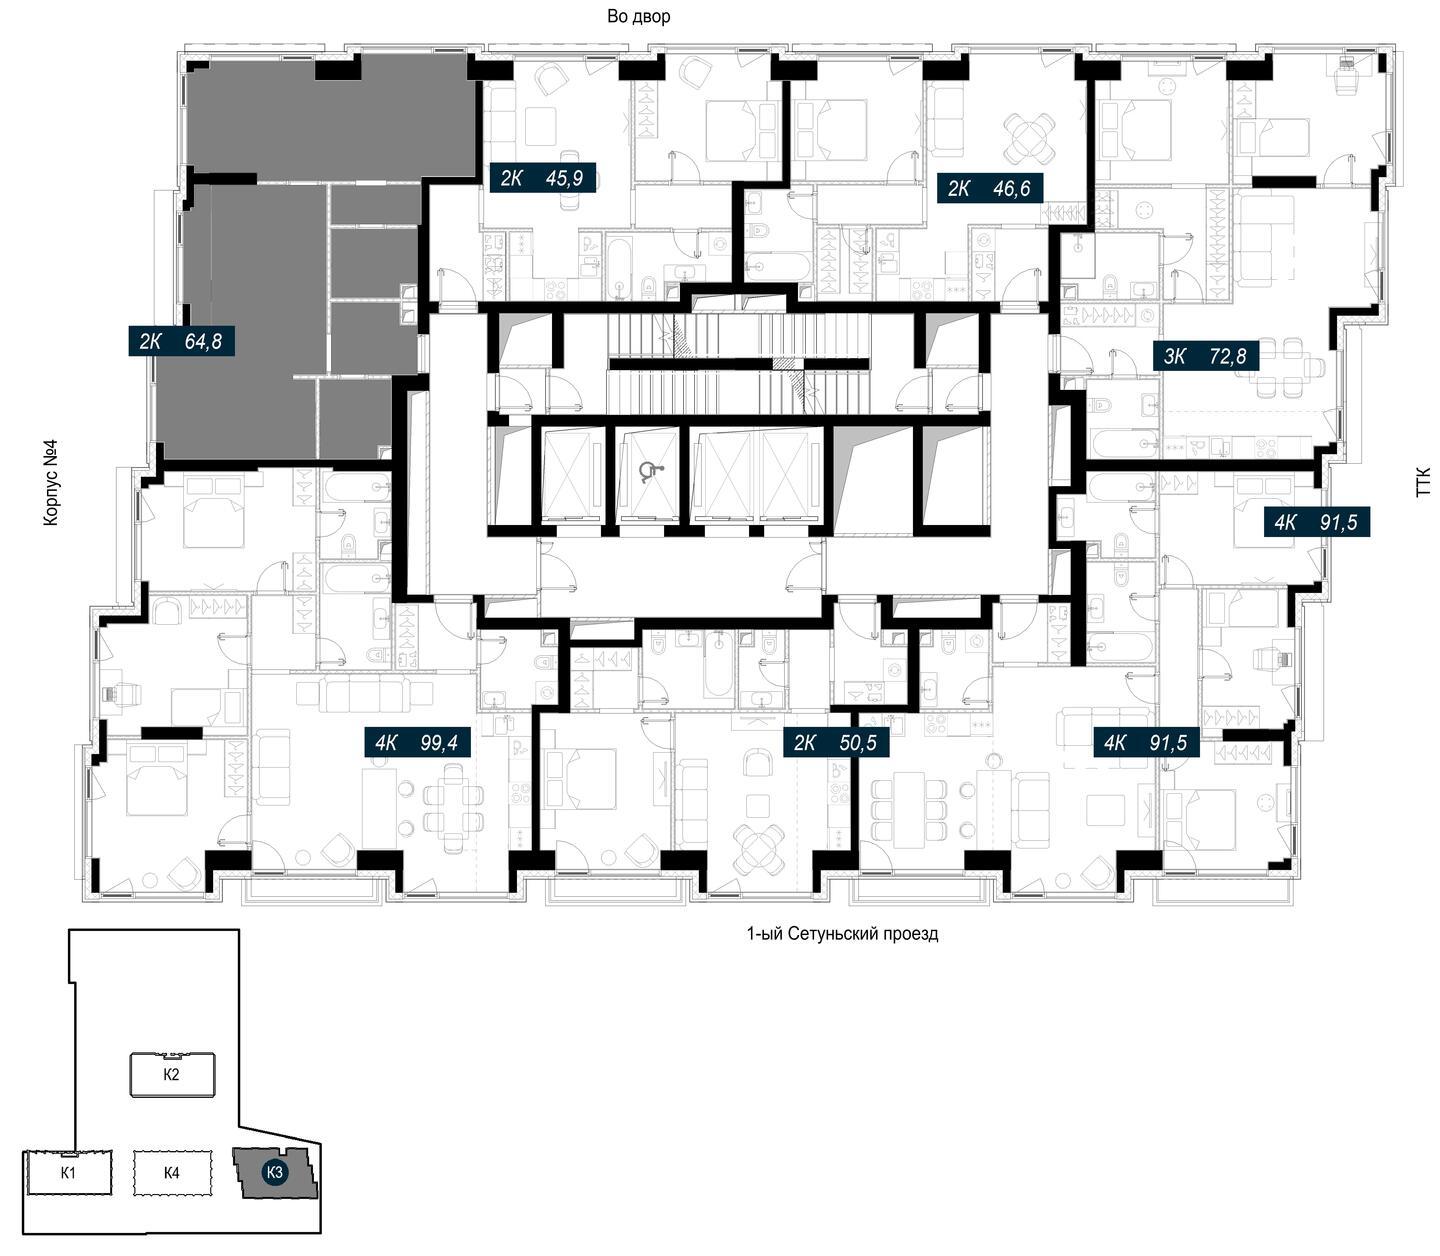 Во двор
2К 45,9
2К 46,6
2К 64,8
3К 72,8
Корпус №4
ТТК
4К 91,5
4К 99,4
2К 50,5
4К 91,5
1-ый Сетуньский проезд
К2
К1
К4
К3